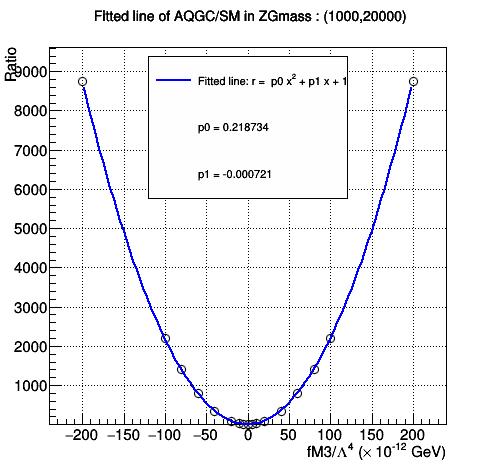 FItted line of AQGC/SM in ZGmass : (1000,20000)
Ratio
Fitted line: r = p0 x² + p1 x + 1
p0 = 0.218734
p1 = -0.000721
9000
8000
7000
6000
5000
4000
3000
2000
1000
−200 −150 −100 −50 0 50 100 150 200
fM3/Λ⁴ (× 10⁻¹² GeV)